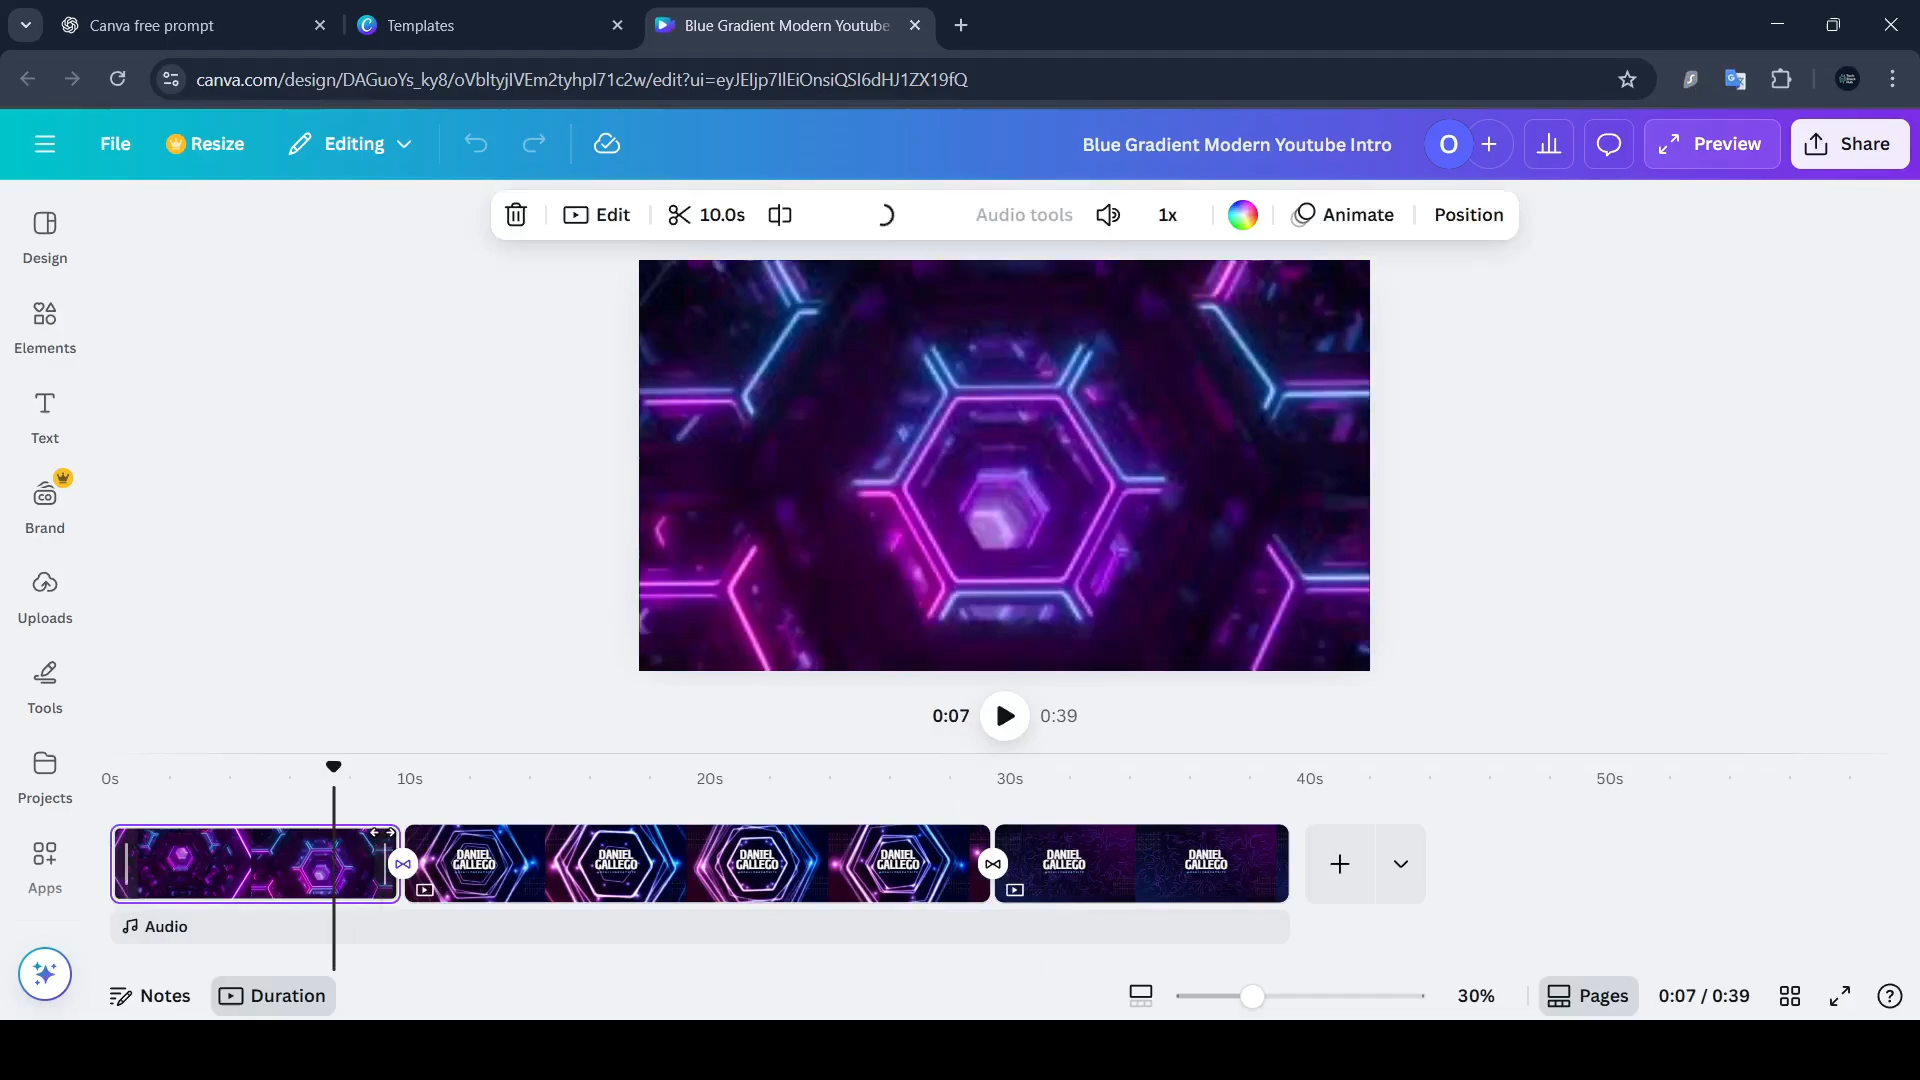 Canva free prompt
Templates
Blue Gradient Modern Youtube
canva.com/design/DAGuoYs_ky8/oVbltyjIVEm2tyhpI71c2w/edit?ui=eyJEIjp7IlEiOnsiQSI6dHJ1ZX19fQ
File
Resize
Editing
Blue Gradient Modern Youtube Intro
O
Preview
Share
Edit
10.0s
Audio tools
1x
Animate
Position
Design
Elements
Text
CO
Brand
Uploads
Tools
Projects
Apps
0:07
0:39
0s
10s
20s
30s
40s
50s
DANIEL
GALLEGO
DANIEL
GALLEGO
DANIEL
GALLEGO
DANIEL
GALLEGO
DANIEL
GALLEGO
DANIEL
GALLEGO
Audio
Notes
Duration
30%
Pages
0:07 / 0:39